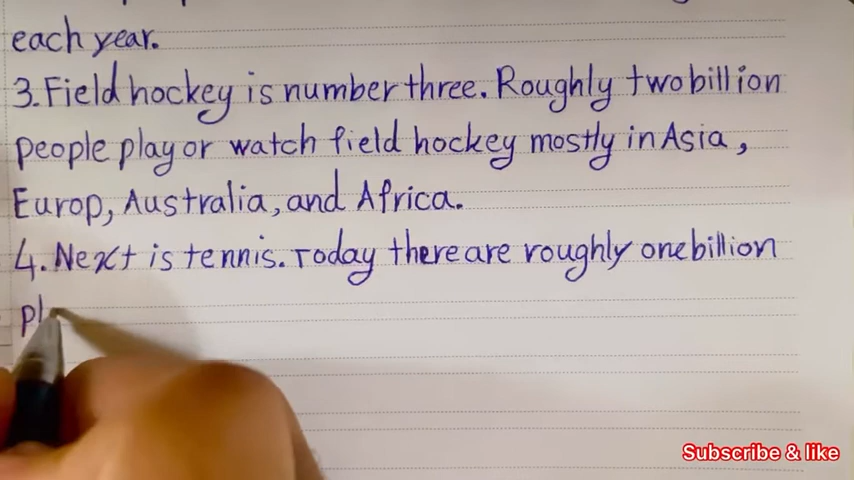 each year.
3. Field hockey is number three. Roughly two billion
people play or watch field hockey mostly in Asia,
Europ, Australia, and Africa.
4. Next is tennis. Today there are roughly one billion
pl
Subscribe & like